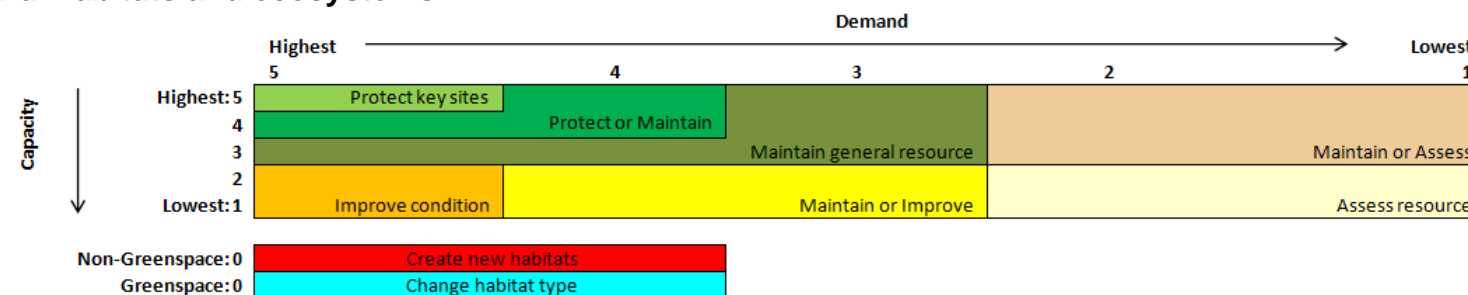 Demand
Highest
Lowest
5 4 3 2 1
Capacity
Highest: 5
Protect key sites
4
Protect or Maintain
3
Maintain general resource
Maintain or Assess
2
Lowest: 1
Improve condition
Maintain or Improve
Assess resource
Non-Greenspace: 0
Create new habitats
Greenspace: 0
Change habitat type